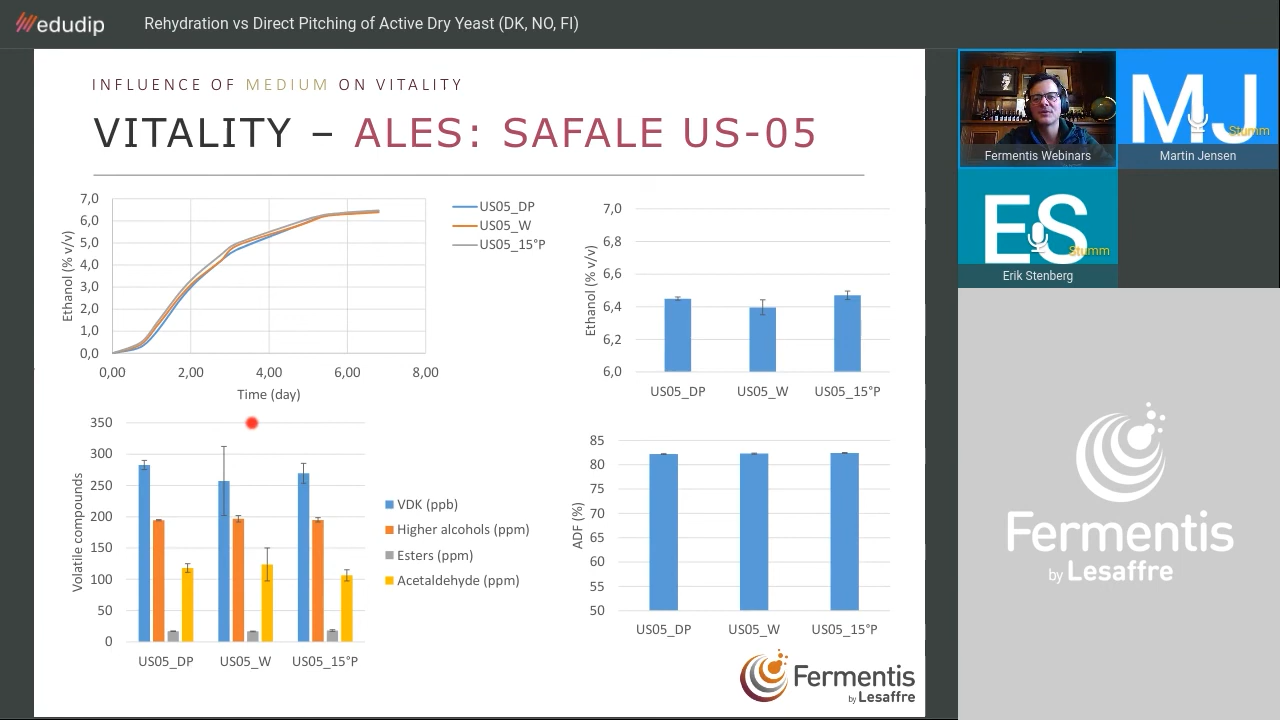 edudip
Rehydration vs Direct Pitching of Active Dry Yeast (DK, NO, FI)
INFLUENCE OF MEDIUM ON VITALITY
VITALITY – ALES: SAFALE US-05
7,0
6,0
5,0
4,0
3,0
2,0
1,0
0,0
Ethanol (% v/v)
0,00 2,00 4,00 6,00 8,00
Time (day)
US05_DP
US05_W
US05_15°P
7,0
6,8
6,6
6,4
6,2
6,0
Ethanol (% v/v)
US05_DP US05_W US05_15°P
350
300
250
200
150
100
50
0
Volatile compounds
US05_DP US05_W US05_15°P
VDK (ppb)
Higher alcohols (ppm)
Esters (ppm)
Acetaldehyde (ppm)
85
80
75
70
65
60
55
50
ADF (%)
US05_DP US05_W US05_15°P
Fermentis
by Lesaffre
Fermentis Webinars
MJ
Stumm
Martin Jensen
ES
Stumm
Erik Stenberg
Fermentis
by Lesaffre